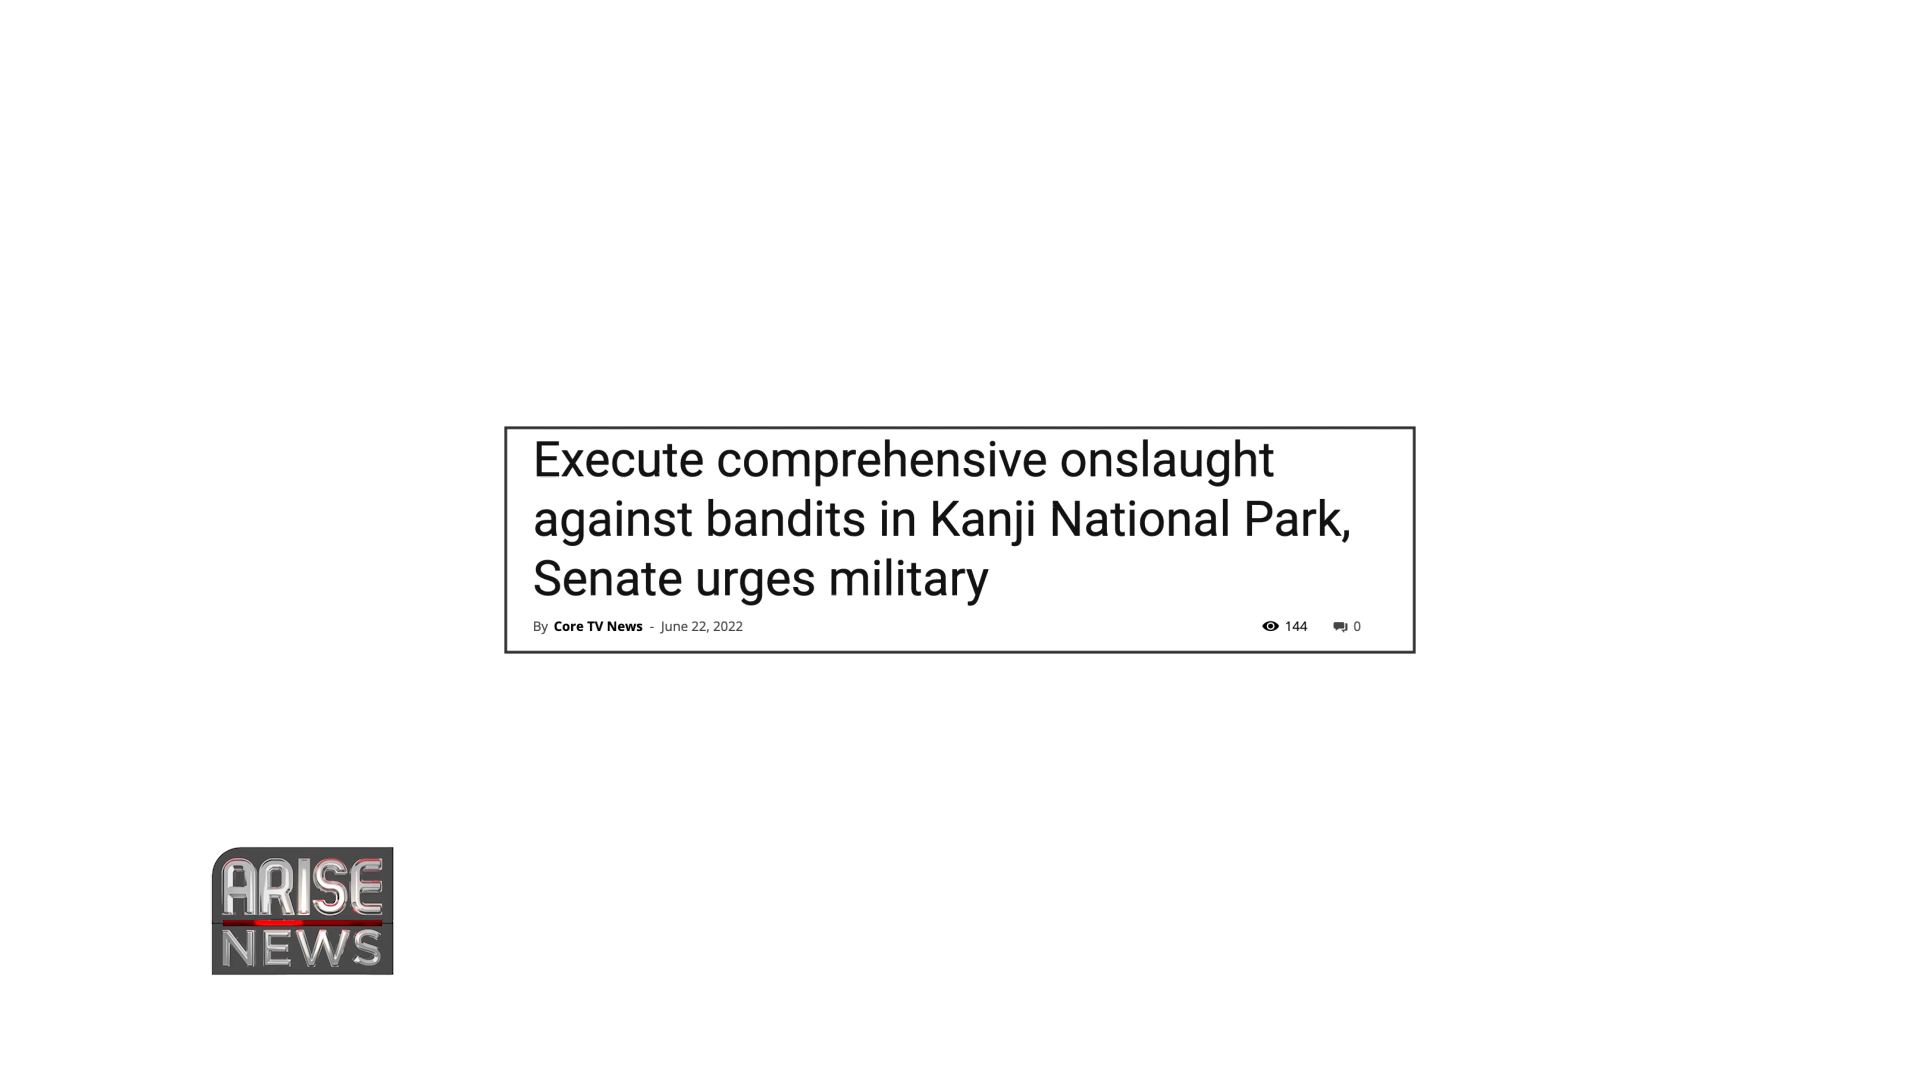 Execute comprehensive onslaught
against bandits in Kanji National Park,
Senate urges military
By Core TV News - June 22, 2022 144 0
ARISE
NEWS